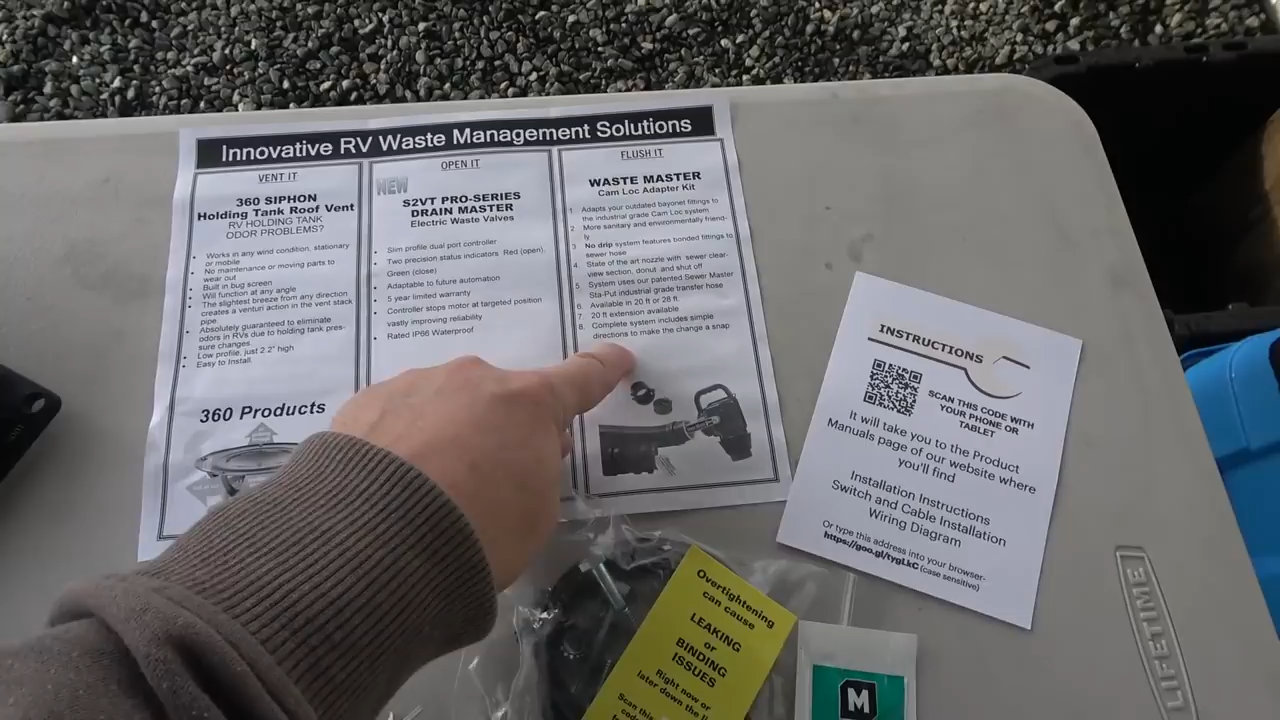 Innovative RV Waste Management Solutions
VENT IT
360 SIPHON
Holding Tank Roof Vent
RV HOLDING TANK
ODOR PROBLEMS?
• Works in any wind condition, stationary
or mobile
• No maintenance or moving parts to
wear out
• Built in bug screen
• Will function at any angle
• The slightest breeze from any direction
creates a venturi action in the vent stack
pipe.
• Absolutely guaranteed to eliminate
odors in RVs due to holding tank pres-
sure changes.
• Low profile, just 2.2" high
• Easy to Install.
360 Products
OPEN IT
NEW
S2VT PRO-SERIES
DRAIN MASTER
Electric Waste Valves
• Slim profile dual port controller
• Two precision status indicators Red (open),
Green (close)
• Adaptable to future automation
• 5 year limited warranty
• Controller stops motor at targeted position
vastly improving reliability
• Rated IP66 Waterproof
FLUSH IT
WASTE MASTER
Cam Loc Adapter Kit
1. Adapts your outdated bayonet fittings to
the industrial grade Cam Loc system
2. More sanitary and environmentally friend-
ly
3. No drip system features bonded fittings to
sewer hose
4. State of the art nozzle with sewer clear-
view section, donut and shut off
5. System uses our patented Sewer Master
Sta-Put industrial grade transfer hose
6. Available in 20 ft or 28 ft.
7. 20 ft extension available
8. Complete system includes simple
directions to make the change a snap
INSTRUCTIONS
SCAN THIS CODE WITH
YOUR PHONE OR
TABLET
It will take you to the Product
Manuals page of our website where
you'll find
Installation Instructions
Switch and Cable Installation
Wiring Diagram
Or type this address into your browser-
https://goo.gl/tygLkC (case sensitive)
Overtightening
can cause
LEAKING
or
BINDING
ISSUES
Right now or
later down the
Scan this
M
LIFETIME